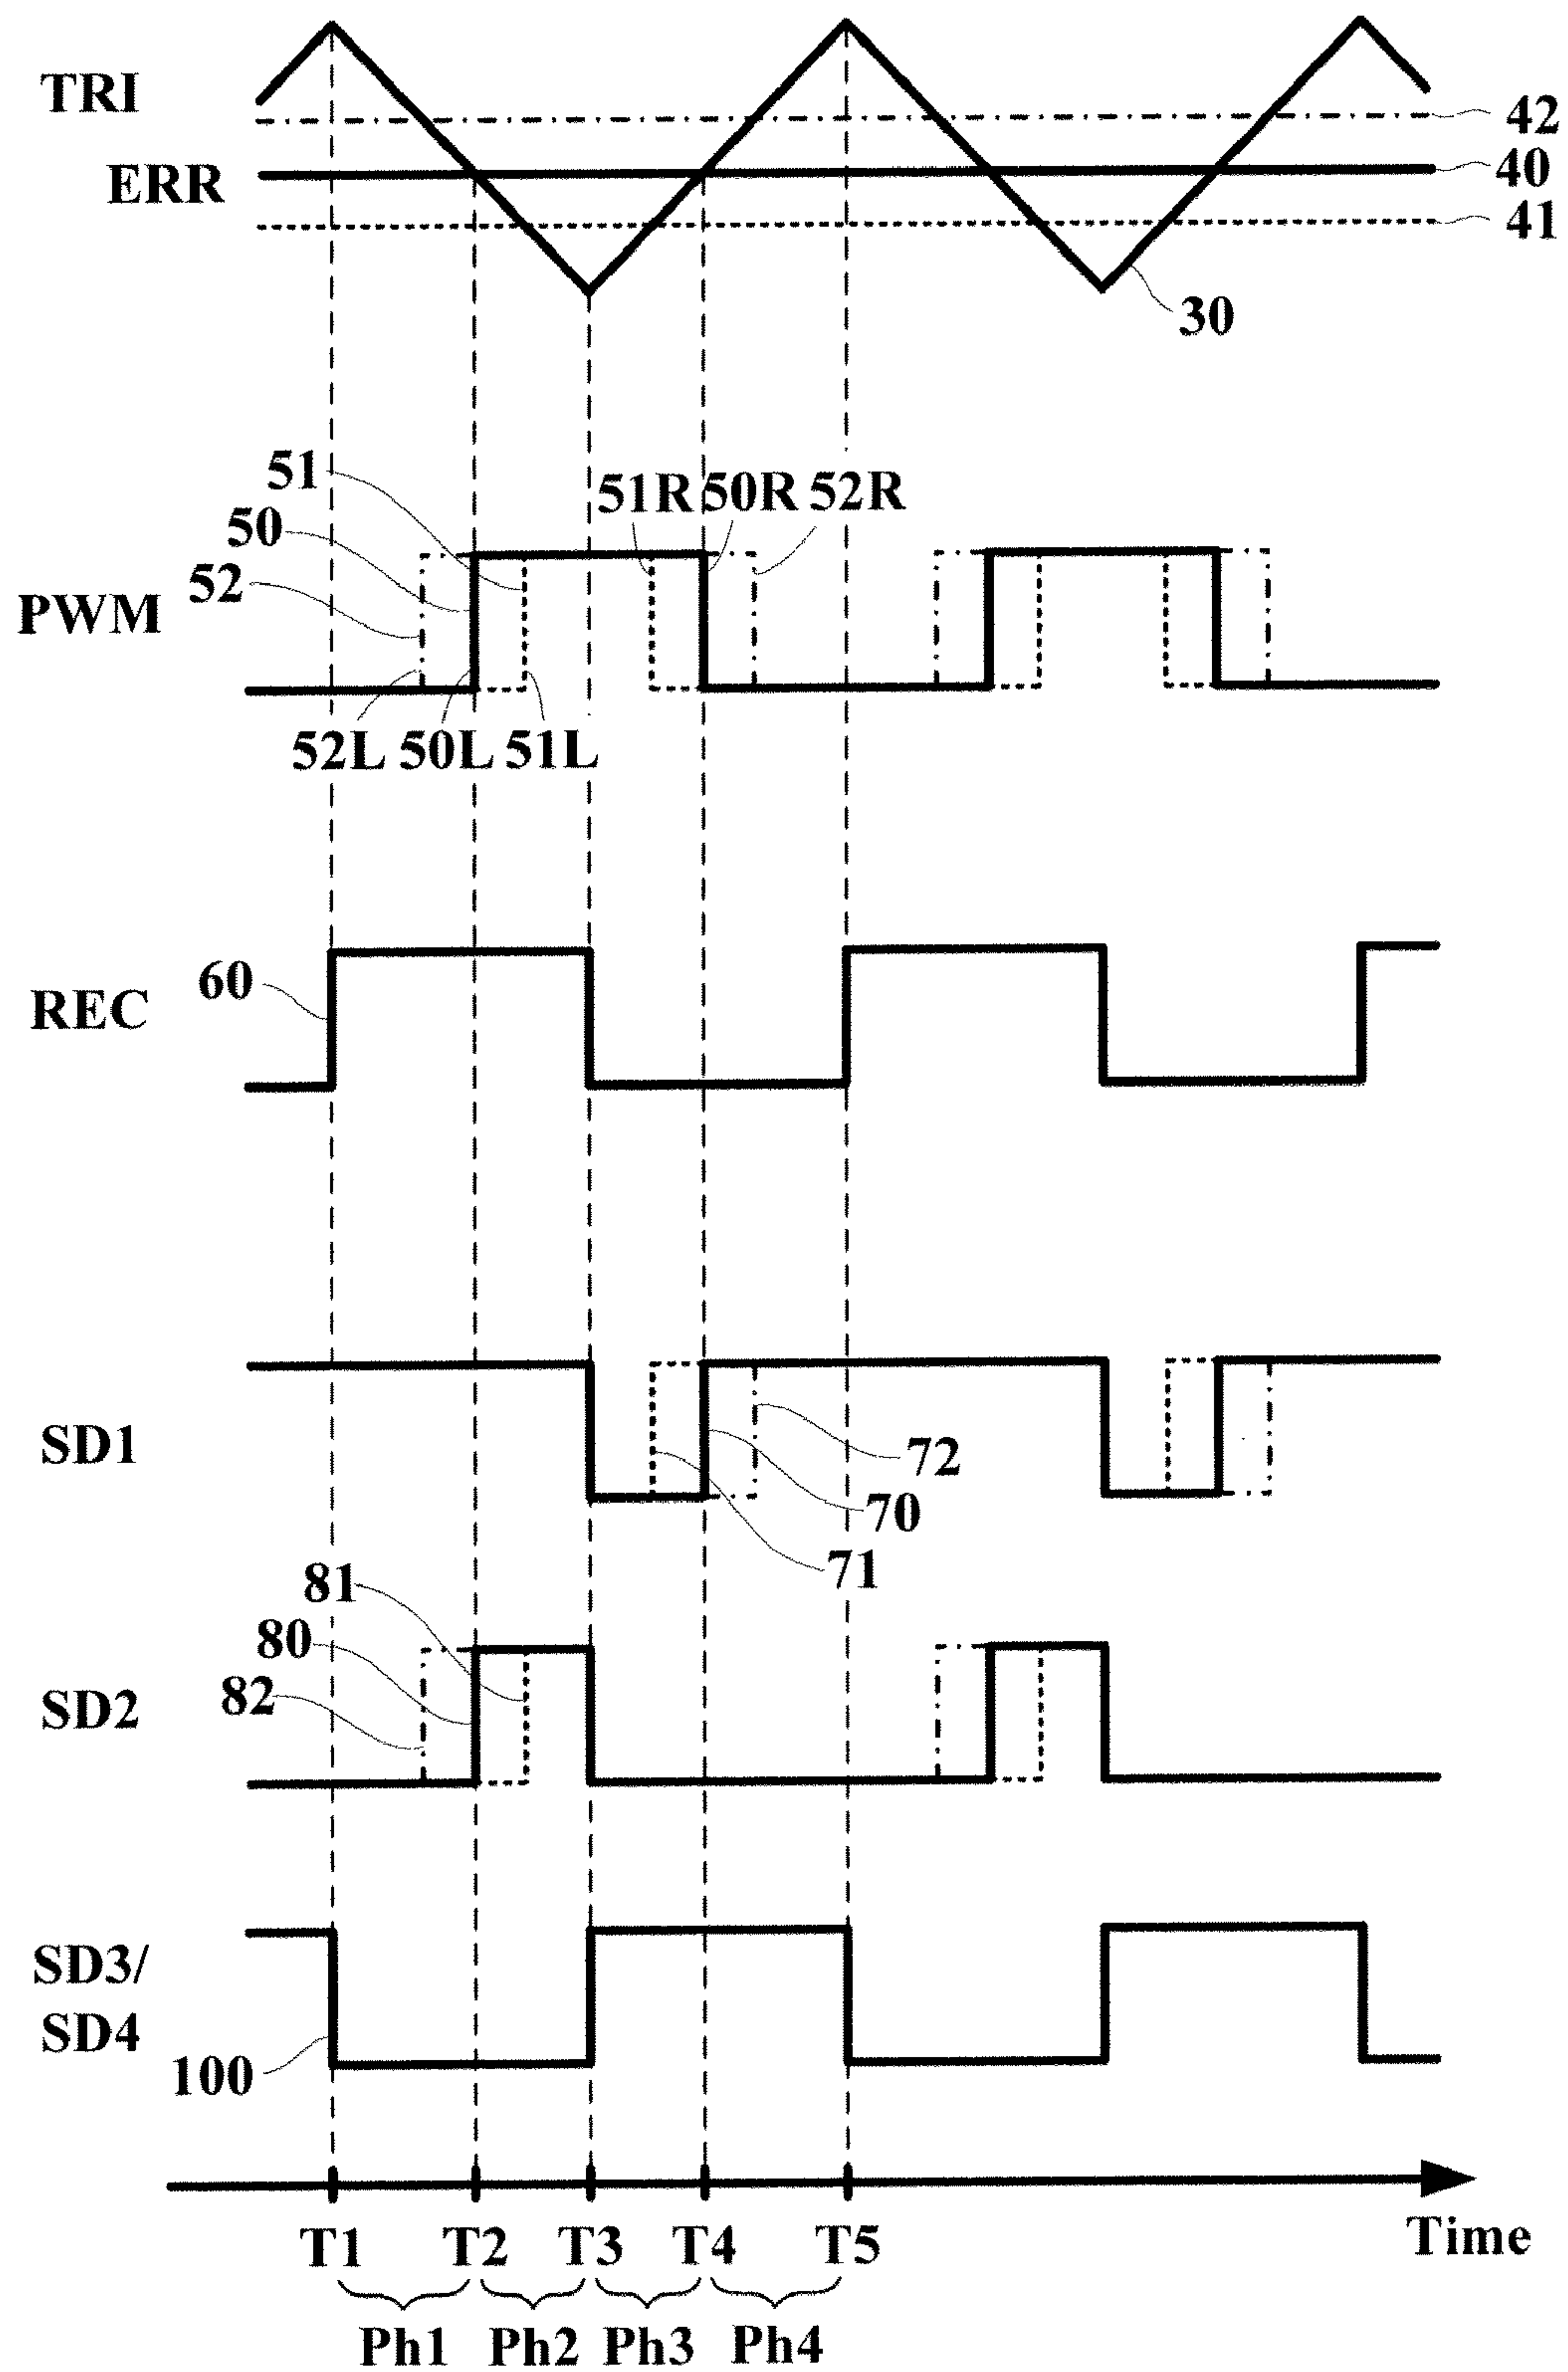 TRI
42
ERR
40
41
30
51
50
52
51R 50R 52R
PWM
52L 50L 51L
60
REC
SD1
72
70
71
81
80
82
SD2
SD3/
SD4
100
T1 T2 T3 T4 T5
Time
Ph1 Ph2 Ph3 Ph4